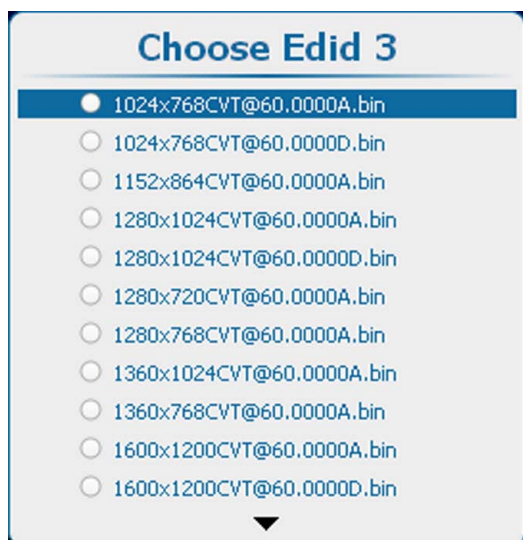 Choose Edid 3
1024x768CVT@60.0000A.bin
1024x768CVT@60.0000D.bin
1152x864CVT@60.0000A.bin
1280x1024CVT@60.0000A.bin
1280x1024CVT@60.0000D.bin
1280x720CVT@60.0000A.bin
1280x768CVT@60.0000A.bin
1360x1024CVT@60.0000A.bin
1360x768CVT@60.0000A.bin
1600x1200CVT@60.0000A.bin
1600x1200CVT@60.0000D.bin